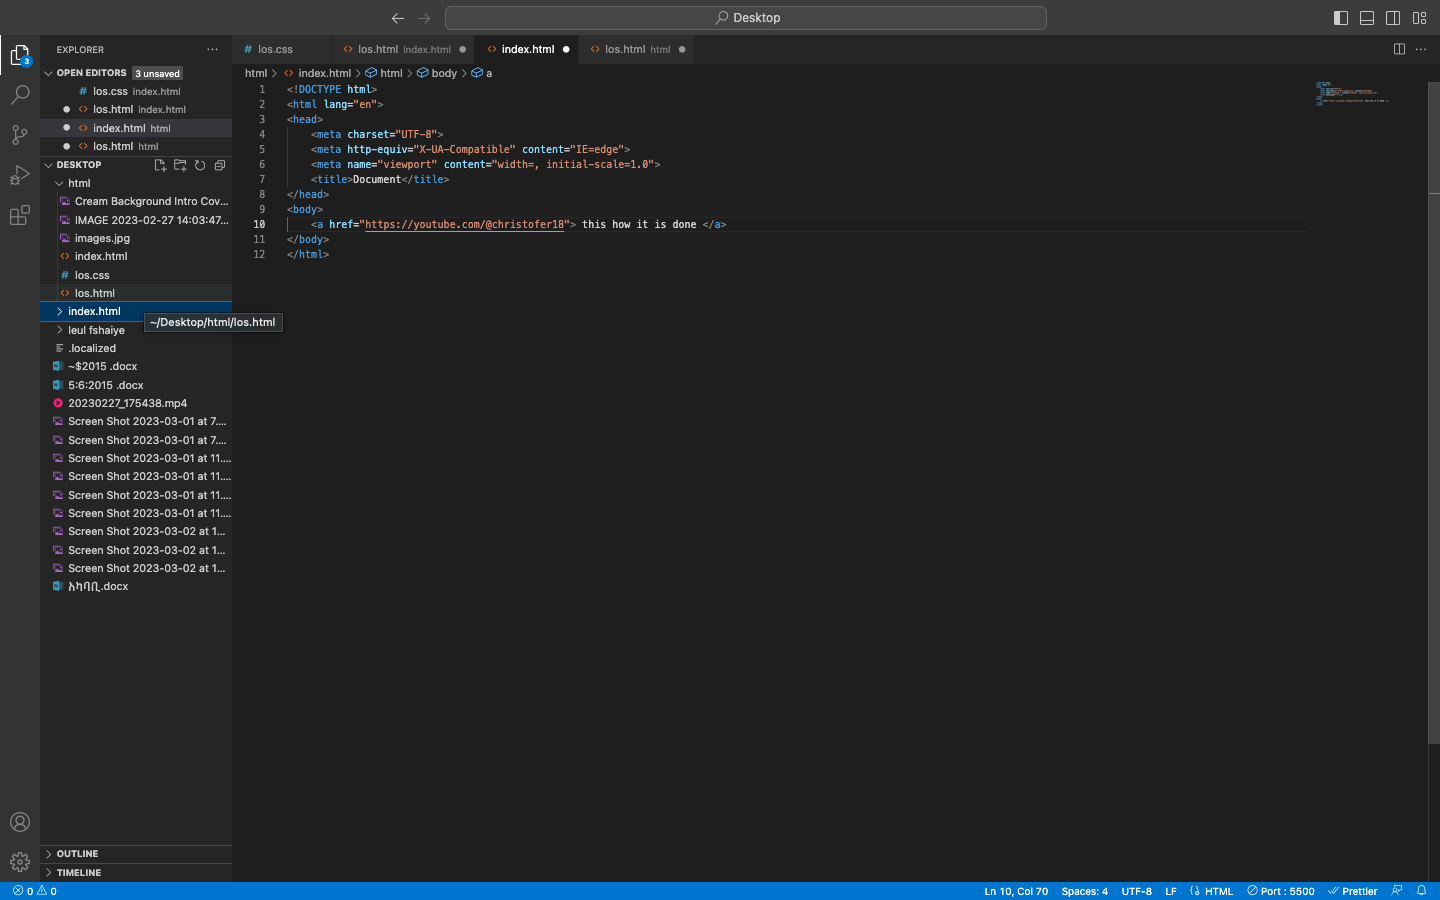 Desktop
EXPLORER
OPEN EDITORS 3 unsaved
los.css index.html
los.html index.html
index.html html
los.html html
DESKTOP
html
Cream Background Intro Cov...
IMAGE 2023-02-27 14:03:47...
images.jpg
index.html
los.css
los.html
index.html
~/Desktop/html/los.html
leul fshaiye
.localized
~$2015 .docx
5:6:2015 .docx
20230227_175438.mp4
Screen Shot 2023-03-01 at 7....
Screen Shot 2023-03-01 at 7....
Screen Shot 2023-03-01 at 11....
Screen Shot 2023-03-01 at 11....
Screen Shot 2023-03-01 at 11....
Screen Shot 2023-03-01 at 11....
Screen Shot 2023-03-02 at 1...
Screen Shot 2023-03-02 at 1...
Screen Shot 2023-03-02 at 1...
አካባቢ.docx
OUTLINE
TIMELINE
los.css los.html index.html index.html los.html html
html > index.html > html > body > a
1 <!DOCTYPE html>
2 <html lang="en">
3 <head>
4 <meta charset="UTF-8">
5 <meta http-equiv="X-UA-Compatible" content="IE=edge">
6 <meta name="viewport" content="width=, initial-scale=1.0">
7 <title>Document</title>
8 </head>
9 <body>
10 <a href="https://youtube.com/@christofer18"> this how it is done </a>
11 </body>
12 </html>
3
0 0 Ln 10, Col 70 Spaces: 4 UTF-8 LF HTML Port : 5500 Prettier